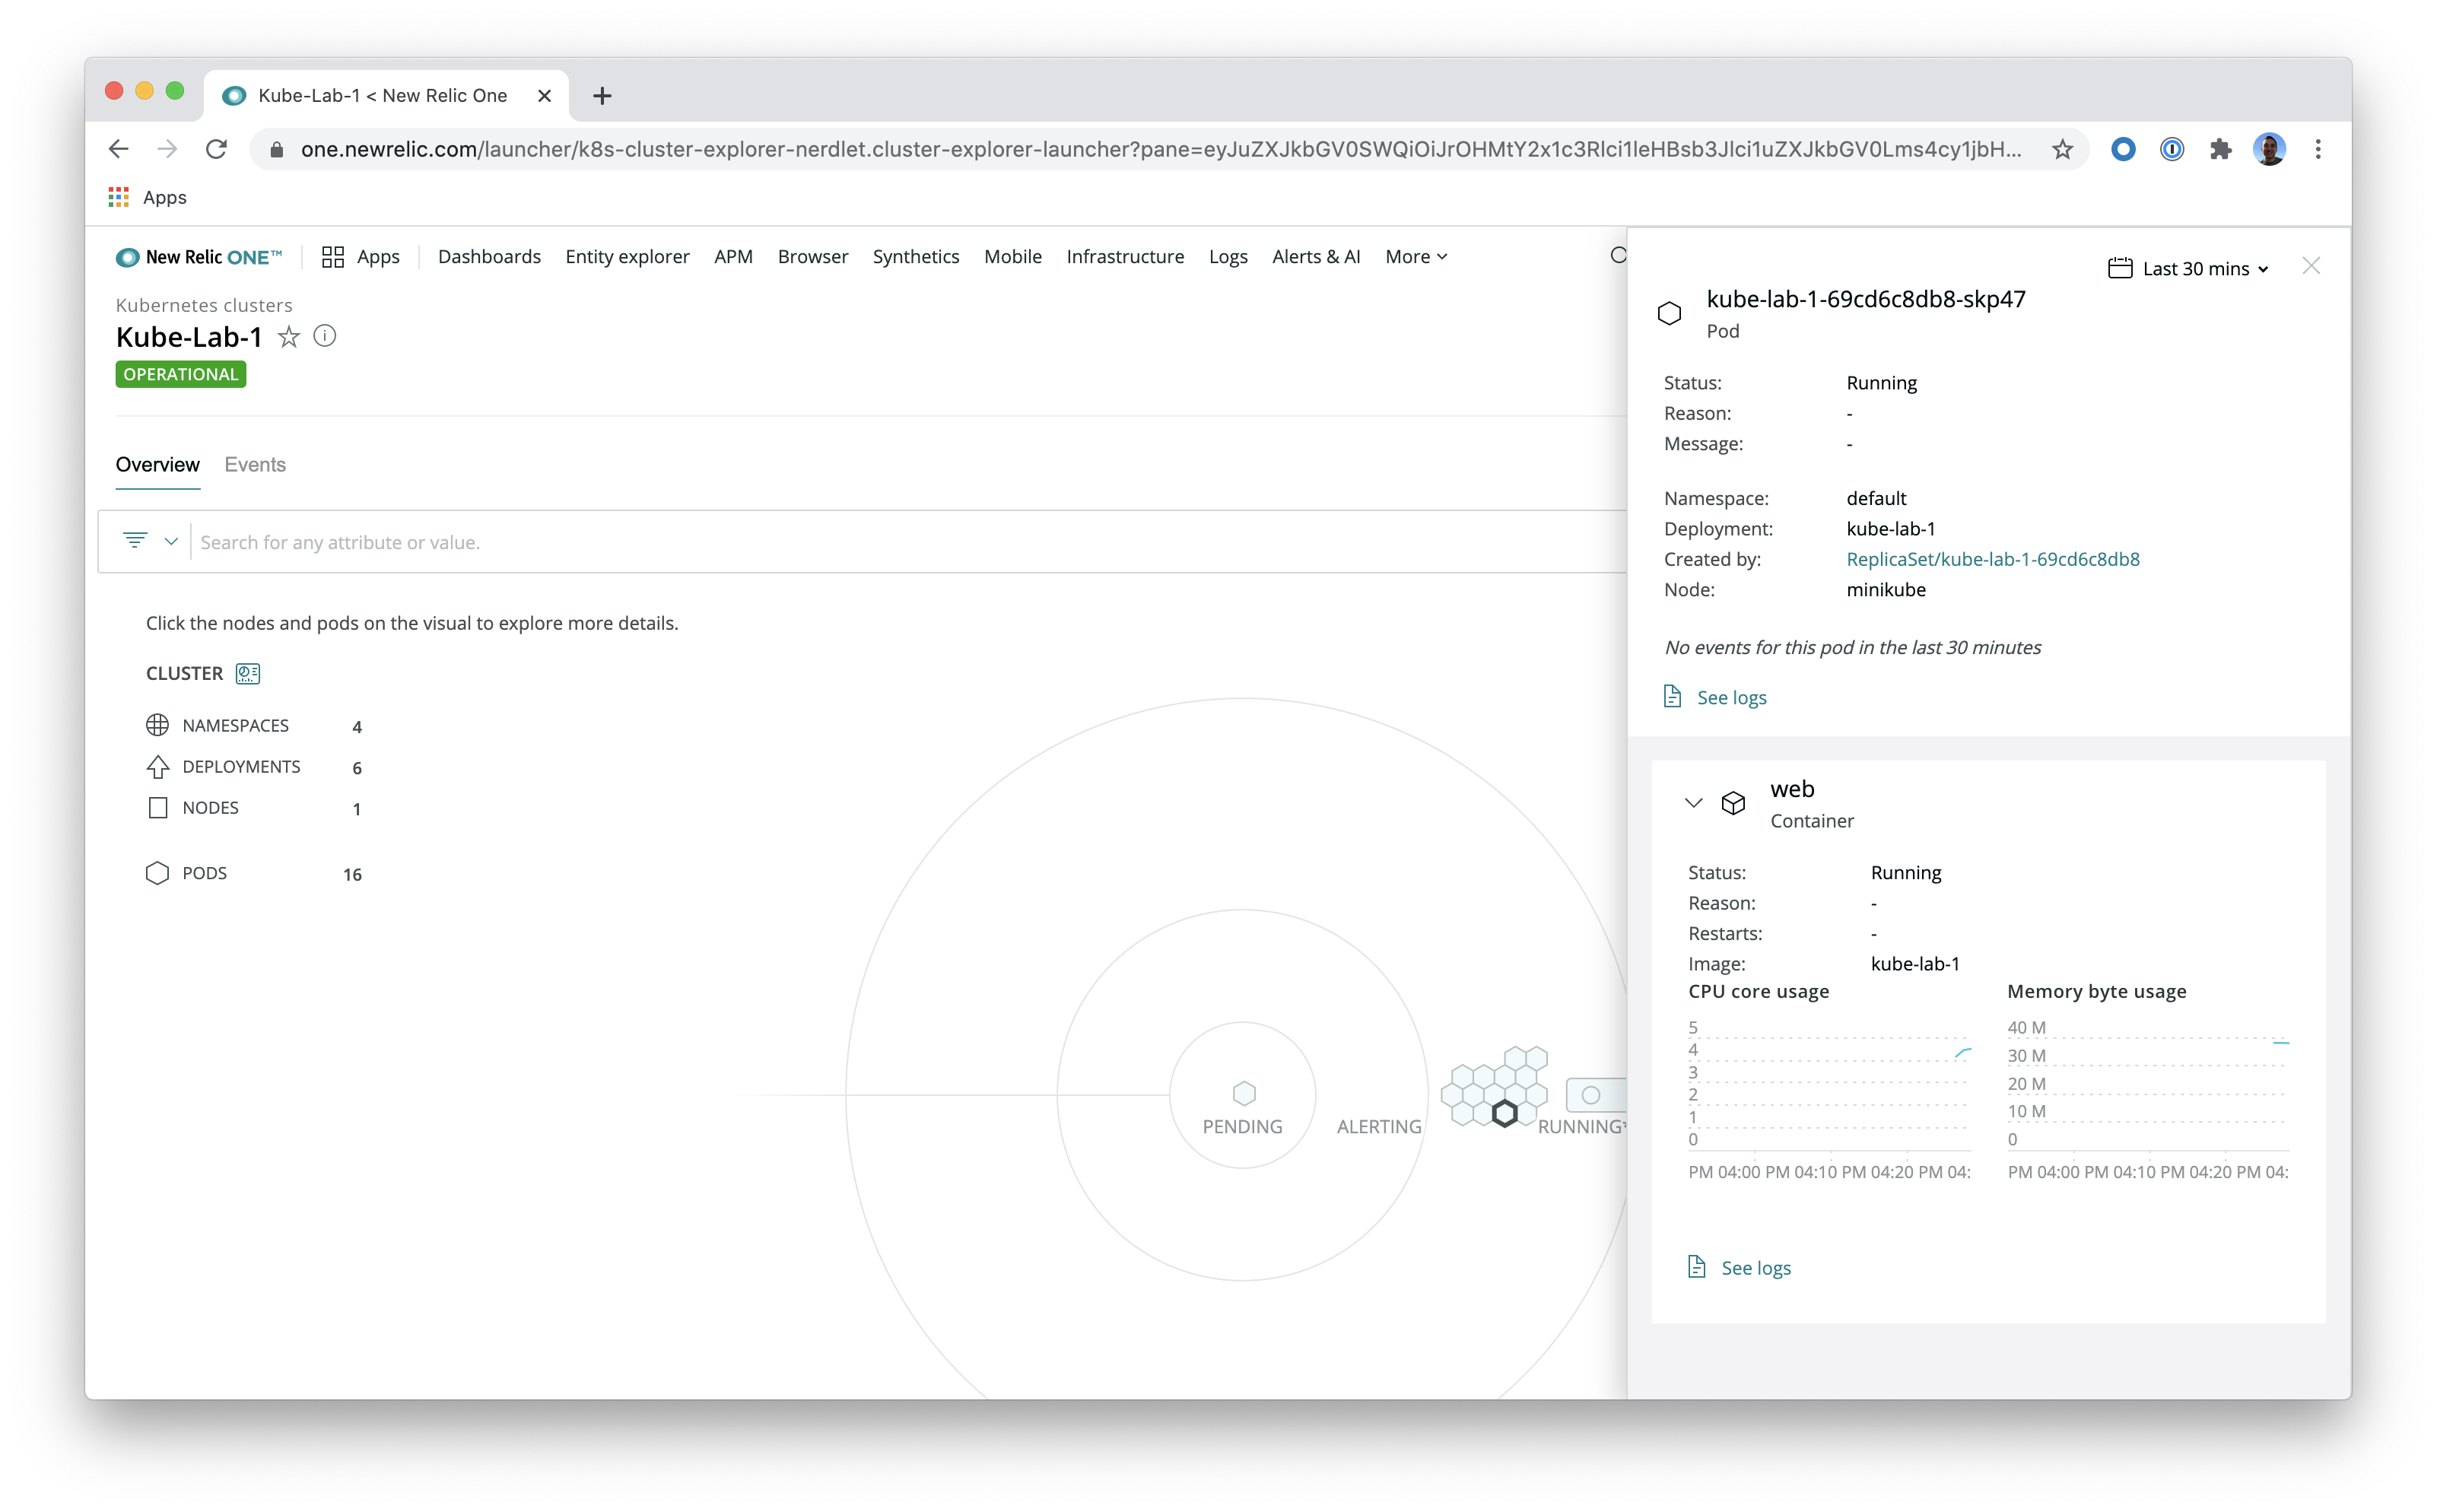 Kube-Lab-1 < New Relic One
one.newrelic.com/launcher/k8s-cluster-explorer-nerdlet.cluster-explorer-launcher?pane=eyJuZXJkbGV0SWQiOiJrOHMtY2x1c3Rlci1leHBsb3Jlci1uZXJkbGV0Lms4cy1jbH...
Apps
New Relic ONE™
Apps
Dashboards
Entity explorer
APM
Browser
Synthetics
Mobile
Infrastructure
Logs
Alerts & AI
More
Kubernetes clusters
Kube-Lab-1
OPERATIONAL
Overview
Events
Search for any attribute or value.
Click the nodes and pods on the visual to explore more details.
CLUSTER
NAMESPACES 4
DEPLOYMENTS 6
NODES 1
PODS 16
PENDING
ALERTING
RUNNING
Last 30 mins
kube-lab-1-69cd6c8db8-skp47
Pod
Status: Running
Reason: -
Message: -
Namespace: default
Deployment: kube-lab-1
Created by: ReplicaSet/kube-lab-1-69cd6c8db8
Node: minikube
No events for this pod in the last 30 minutes
See logs
web
Container
Status: Running
Reason: -
Restarts: -
Image: kube-lab-1
CPU core usage
5
4
3
2
1
0
PM 04:00 PM 04:10 PM 04:20 PM 04:
Memory byte usage
40 M
30 M
20 M
10 M
0
PM 04:00 PM 04:10 PM 04:20 PM 04:
See logs